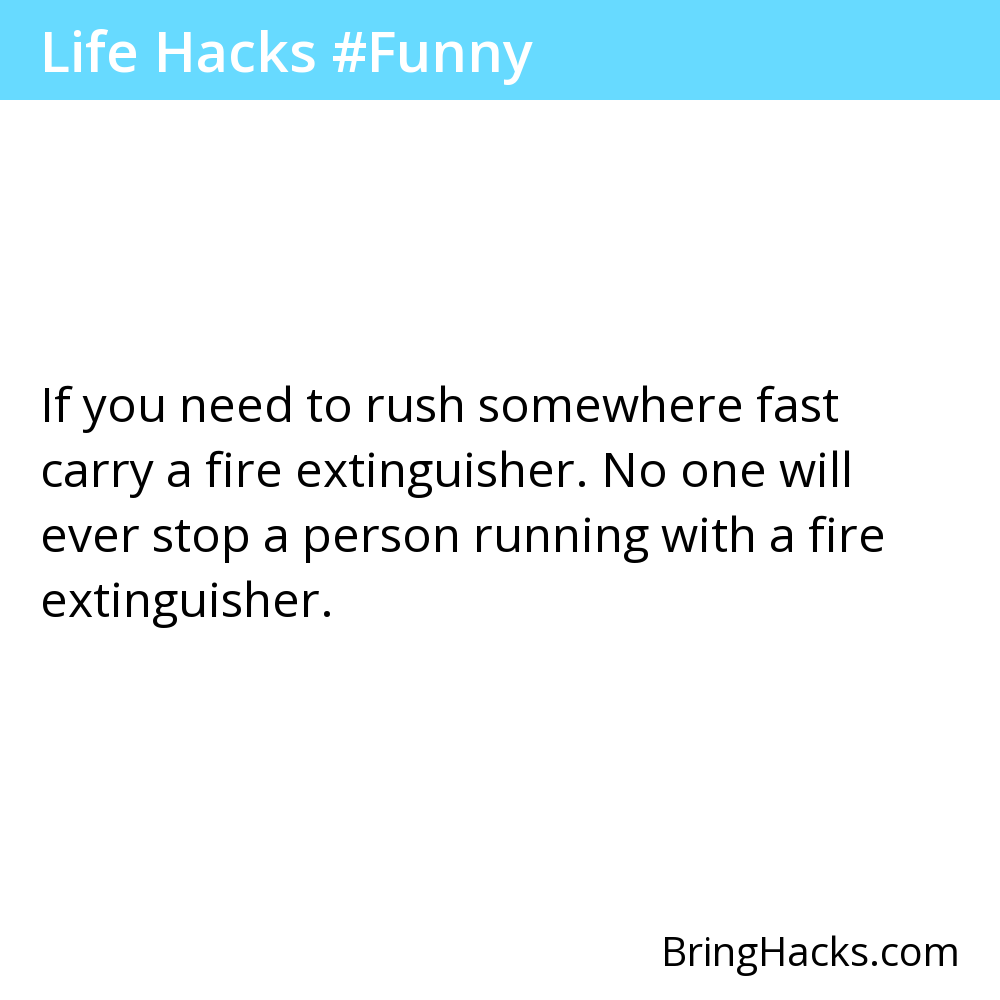 Life Hacks #Funny
If you need to rush somewhere fast
carry a fire extinguisher. No one will
ever stop a person running with a fire
extinguisher.
BringHacks.com